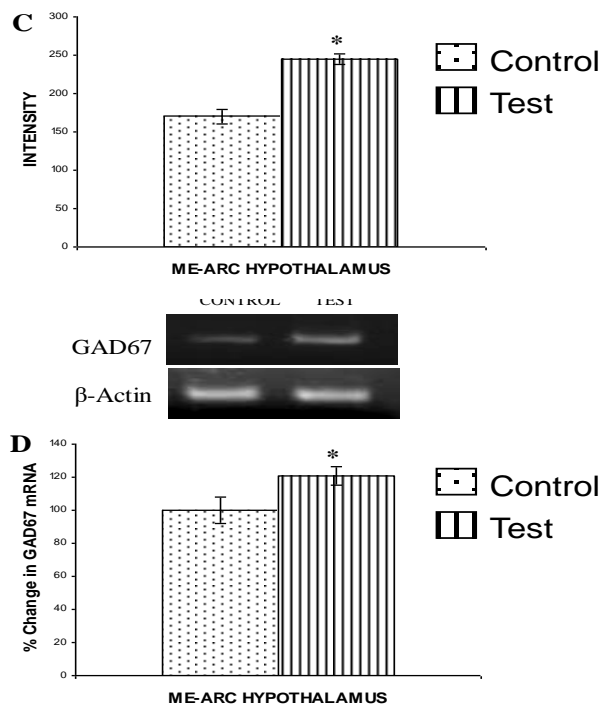 C
300
250
200
150
100
50
0
INTENSITY
*
Control
Test
ME-ARC HYPOTHALAMUS
CONTROL TEST
GAD67
β-Actin
D
140
120
100
80
60
40
20
0
% Change in GAD67 mRNA
*
Control
Test
ME-ARC HYPOTHALAMUS